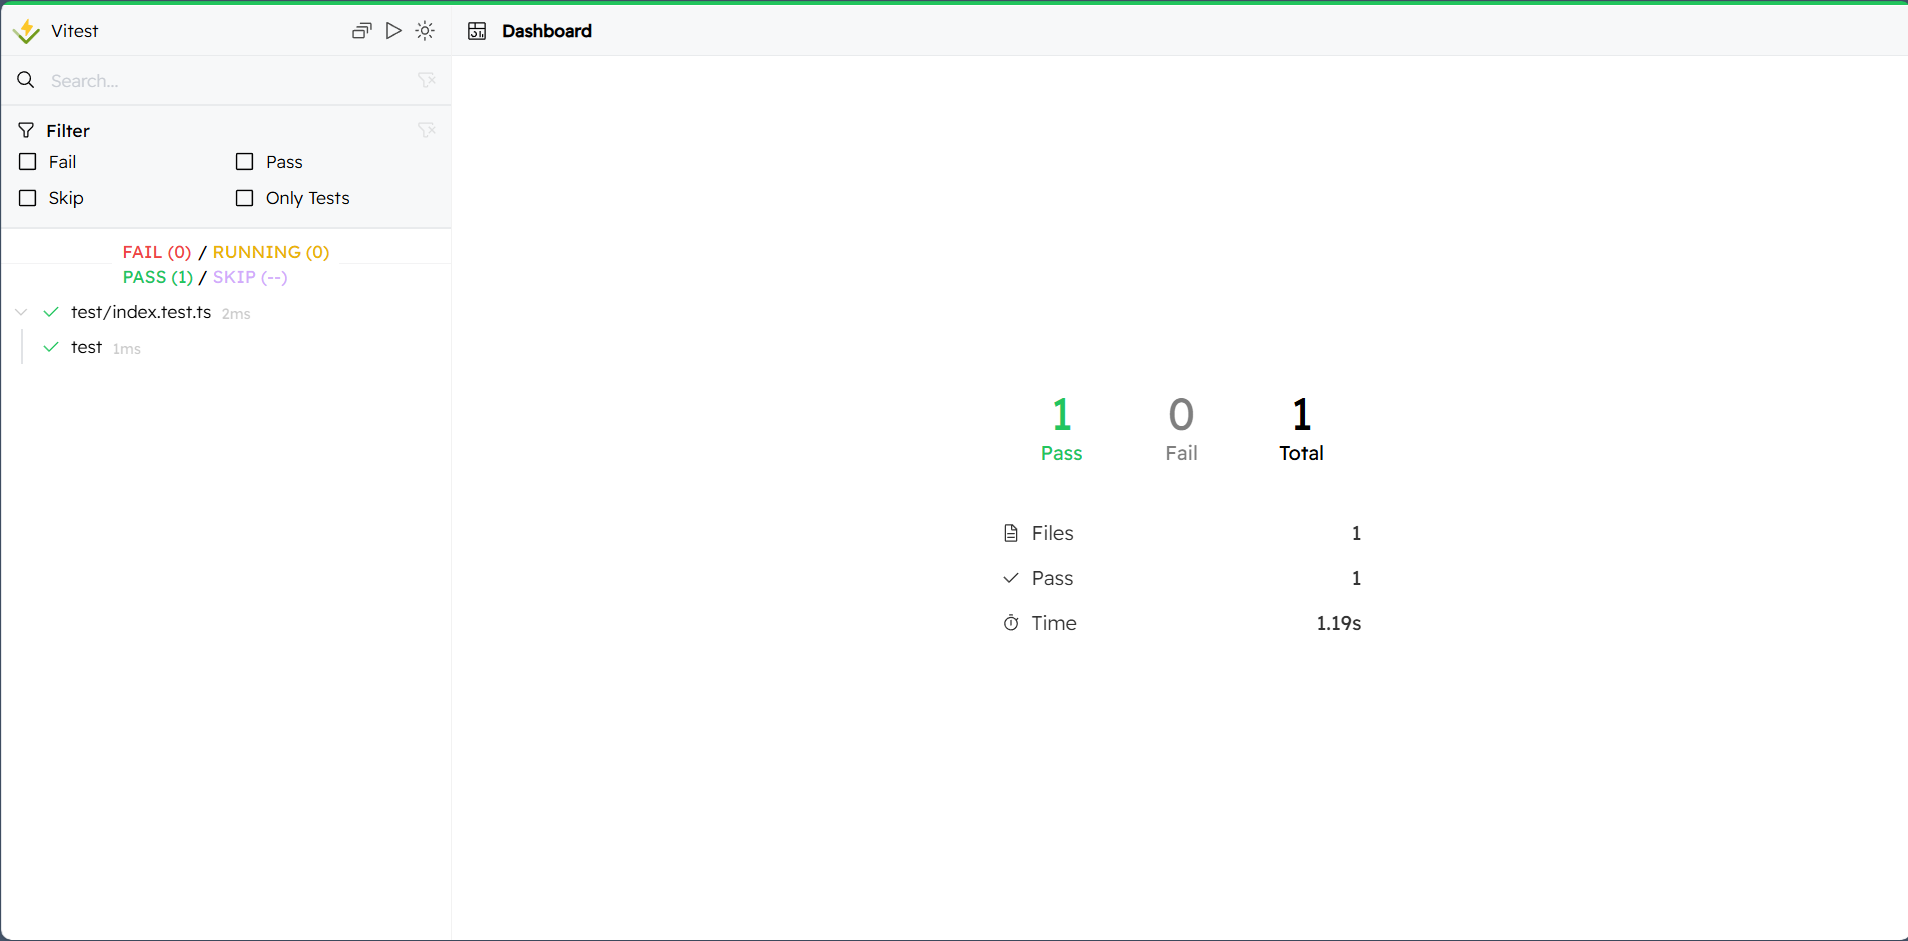 Vitest
Dashboard
Search...
Filter
Fail
Pass
Skip
Only Tests
FAIL (0) / RUNNING (0)
PASS (1) / SKIP (--)
test/index.test.ts 2ms
test 1ms
1 0 1
Pass Fail Total
Files 1
Pass 1
Time 1.19s